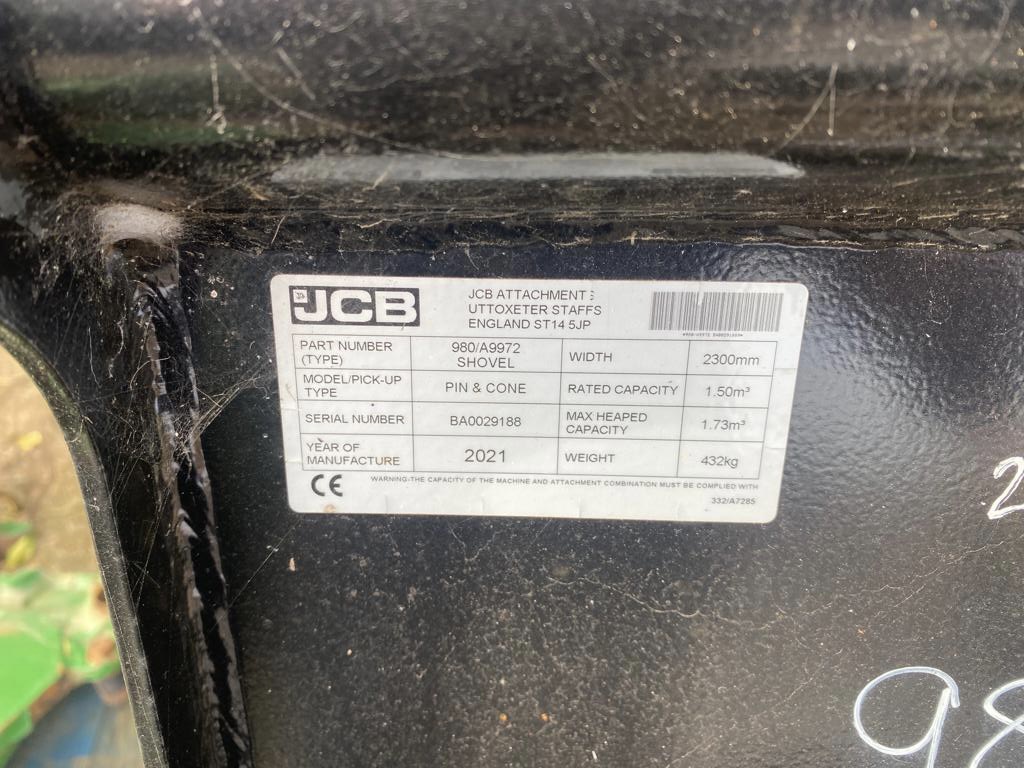 JCB
JCB ATTACHMENTS
UTTOXETER STAFFS
ENGLAND ST14 5JP
PART NUMBER
(TYPE)
980/A9972
SHOVEL
WIDTH
2300mm
MODEL/PICK-UP
TYPE
PIN & CONE
RATED CAPACITY
1.50m³
SERIAL NUMBER
BA0029188
MAX HEAPED
CAPACITY
1.73m³
YEAR OF
MANUFACTURE
2021
WEIGHT
432kg
CE
WARNING-THE CAPACITY OF THE MACHINE AND ATTACHMENT COMBINATION MUST BE COMPLIED WITH
332/A7285
2
98